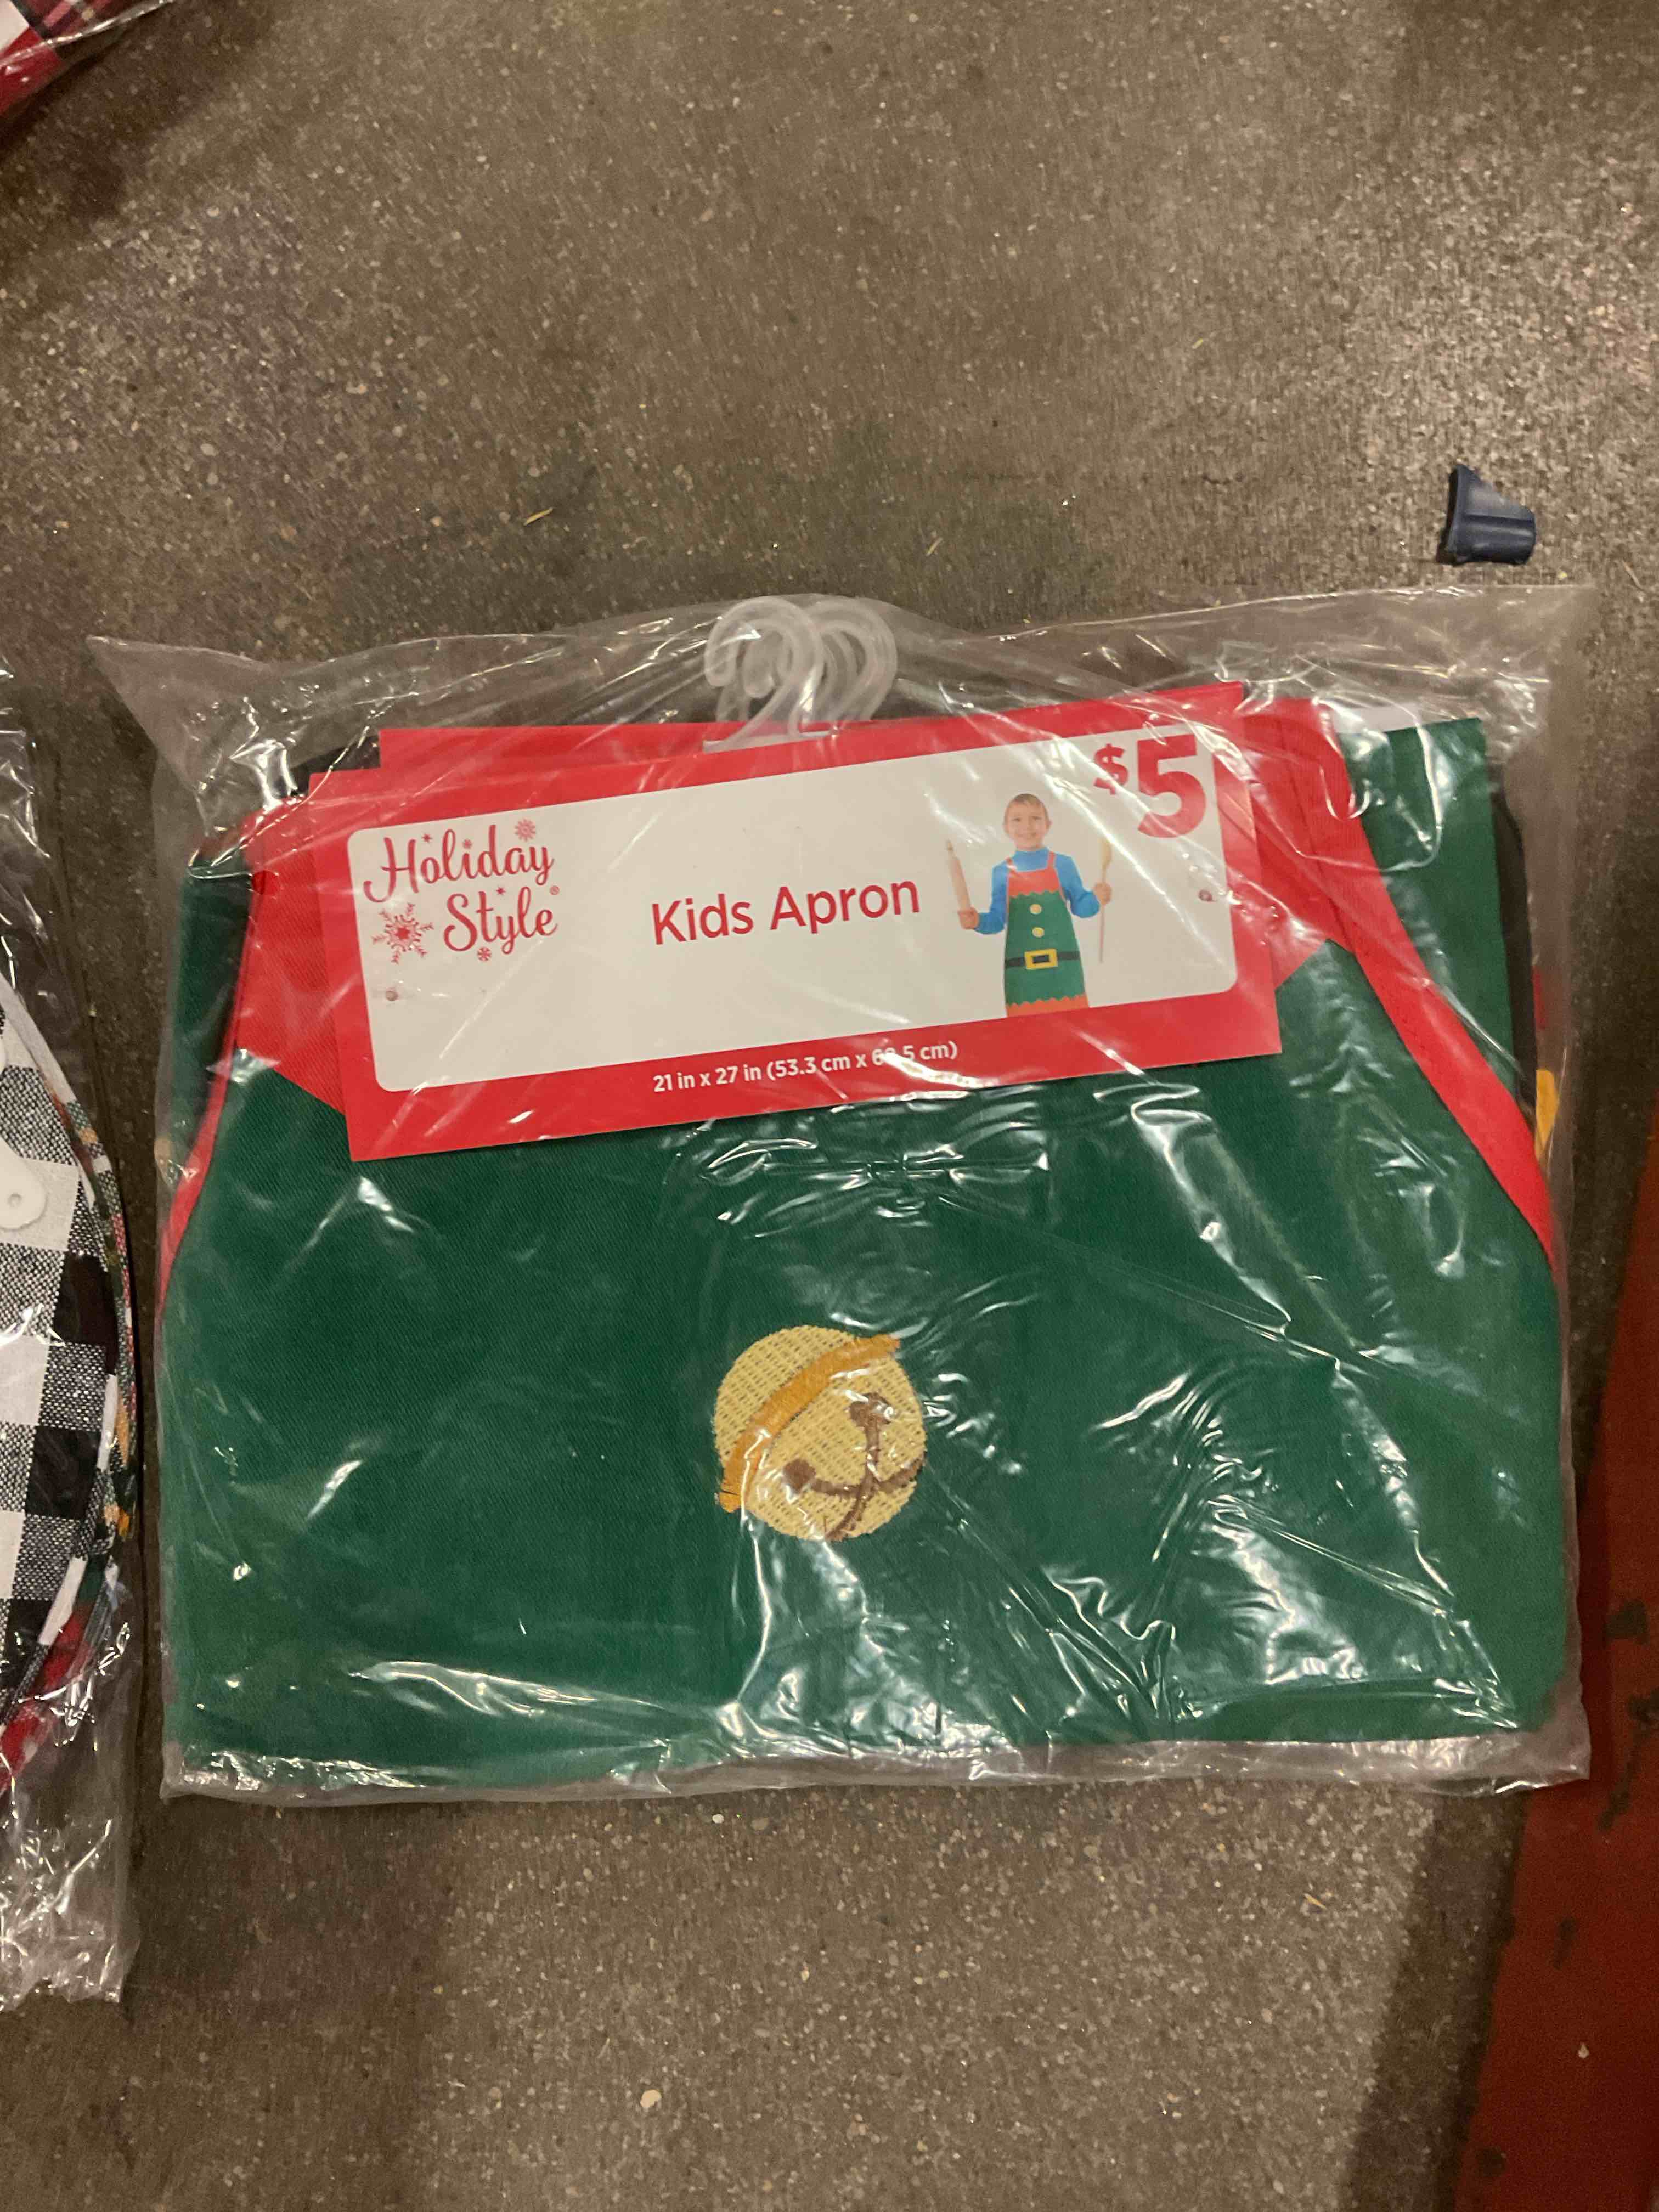 Holiday
Style®
Kids Apron
$5
21 in x 27 in (53.3 cm x 68.5 cm)